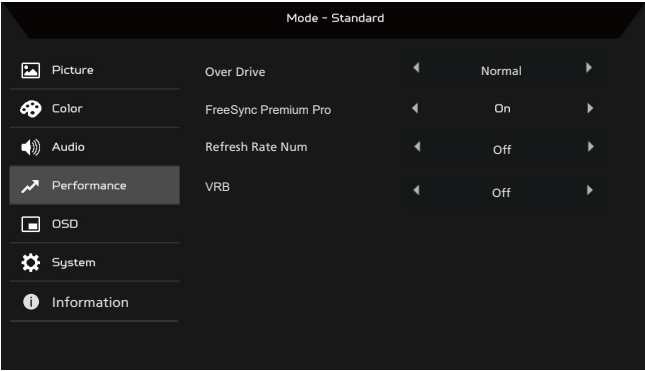 Mode - Standard
Picture
Color
Audio
Performance
OSD
System
Information
Over Drive Normal
FreeSync Premium Pro On
Refresh Rate Num Off
VRB Off